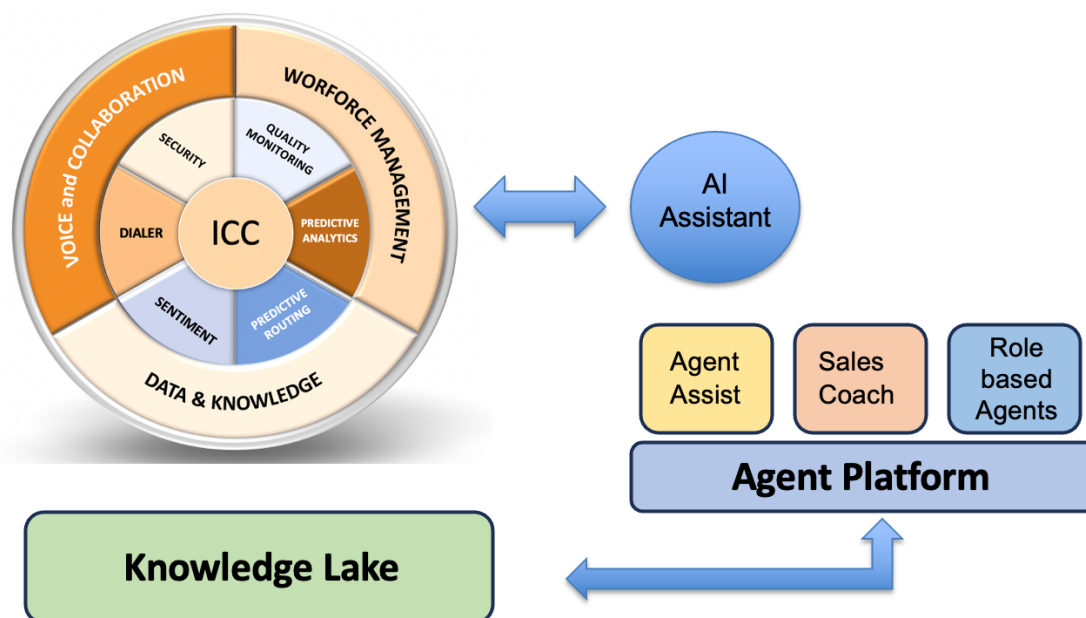 VOICE and COLLABORATION
WORFORCE MANAGEMENT
DATA & KNOWLEDGE
SECURITY
QUALITY
MONITORING
DIALER
ICC
PREDICTIVE
ANALYTICS
SENTIMENT
PREDICTIVE
ROUTING
AI
Assistant
Agent
Assist
Sales
Coach
Role
based
Agents
Agent Platform
Knowledge Lake